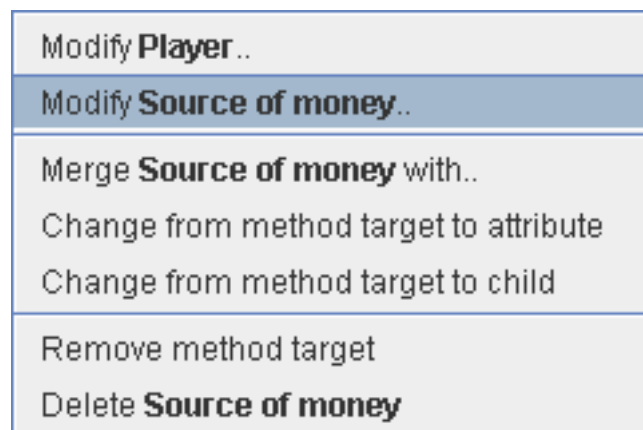 Modify Player..
Modify Source of money..
Merge Source of money with..
Change from method target to attribute
Change from method target to child
Remove method target
Delete Source of money